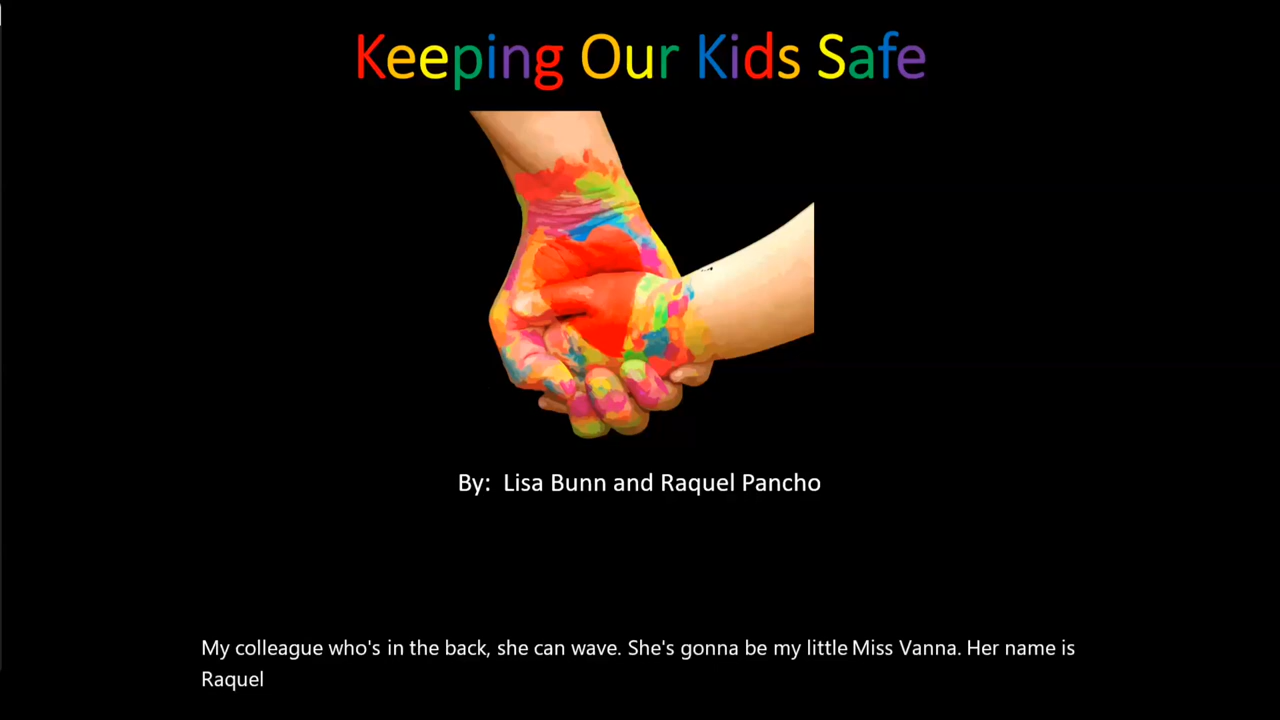 Keeping Our Kids Safe
By: Lisa Bunn and Raquel Pancho
My colleague who's in the back, she can wave. She's gonna be my little Miss Vanna. Her name is
Raquel